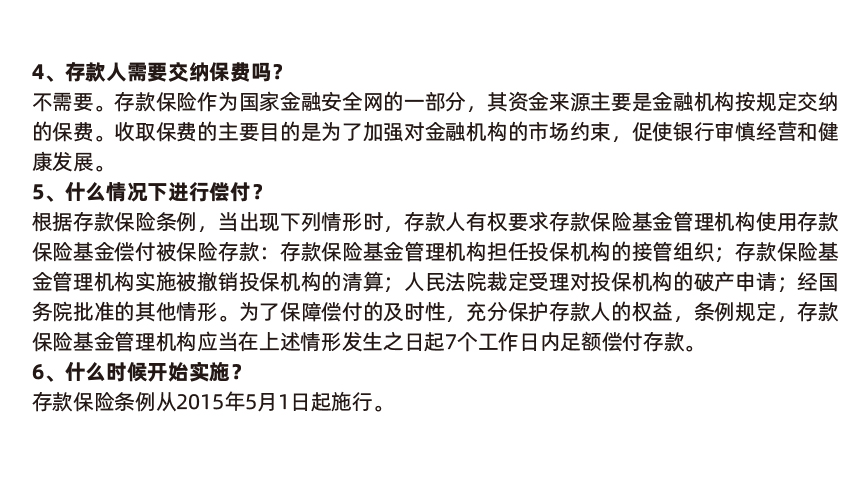 4、存款人需要交纳保费吗？
不需要。存款保险作为国家金融安全网的一部分，其资金来源主要是金融机构按规定交纳
的保费。收取保费的主要目的是为了加强对金融机构的市场约束，促使银行审慎经营和健
康发展。
5、什么情况下进行偿付？
根据存款保险条例，当出现下列情形时，存款人有权要求存款保险基金管理机构使用存款
保险基金偿付被保险存款：存款保险基金管理机构担任投保机构的接管组织；存款保险基
金管理机构实施被撤销投保机构的清算；人民法院裁定受理对投保机构的破产申请；经国
务院批准的其他情形。为了保障偿付的及时性，充分保护存款人的权益，条例规定，存款
保险基金管理机构应当在上述情形发生之日起7个工作日内足额偿付存款。
6、什么时候开始实施？
存款保险条例从2015年5月1日起施行。